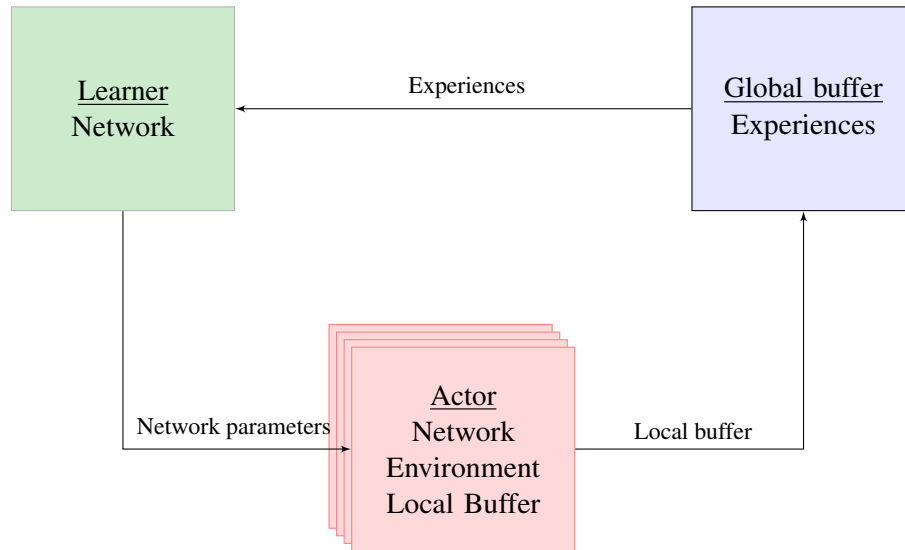 Learner
Network
Experiences
Global buffer
Experiences
Network parameters
Actor
Network
Environment
Local Buffer
Local buffer